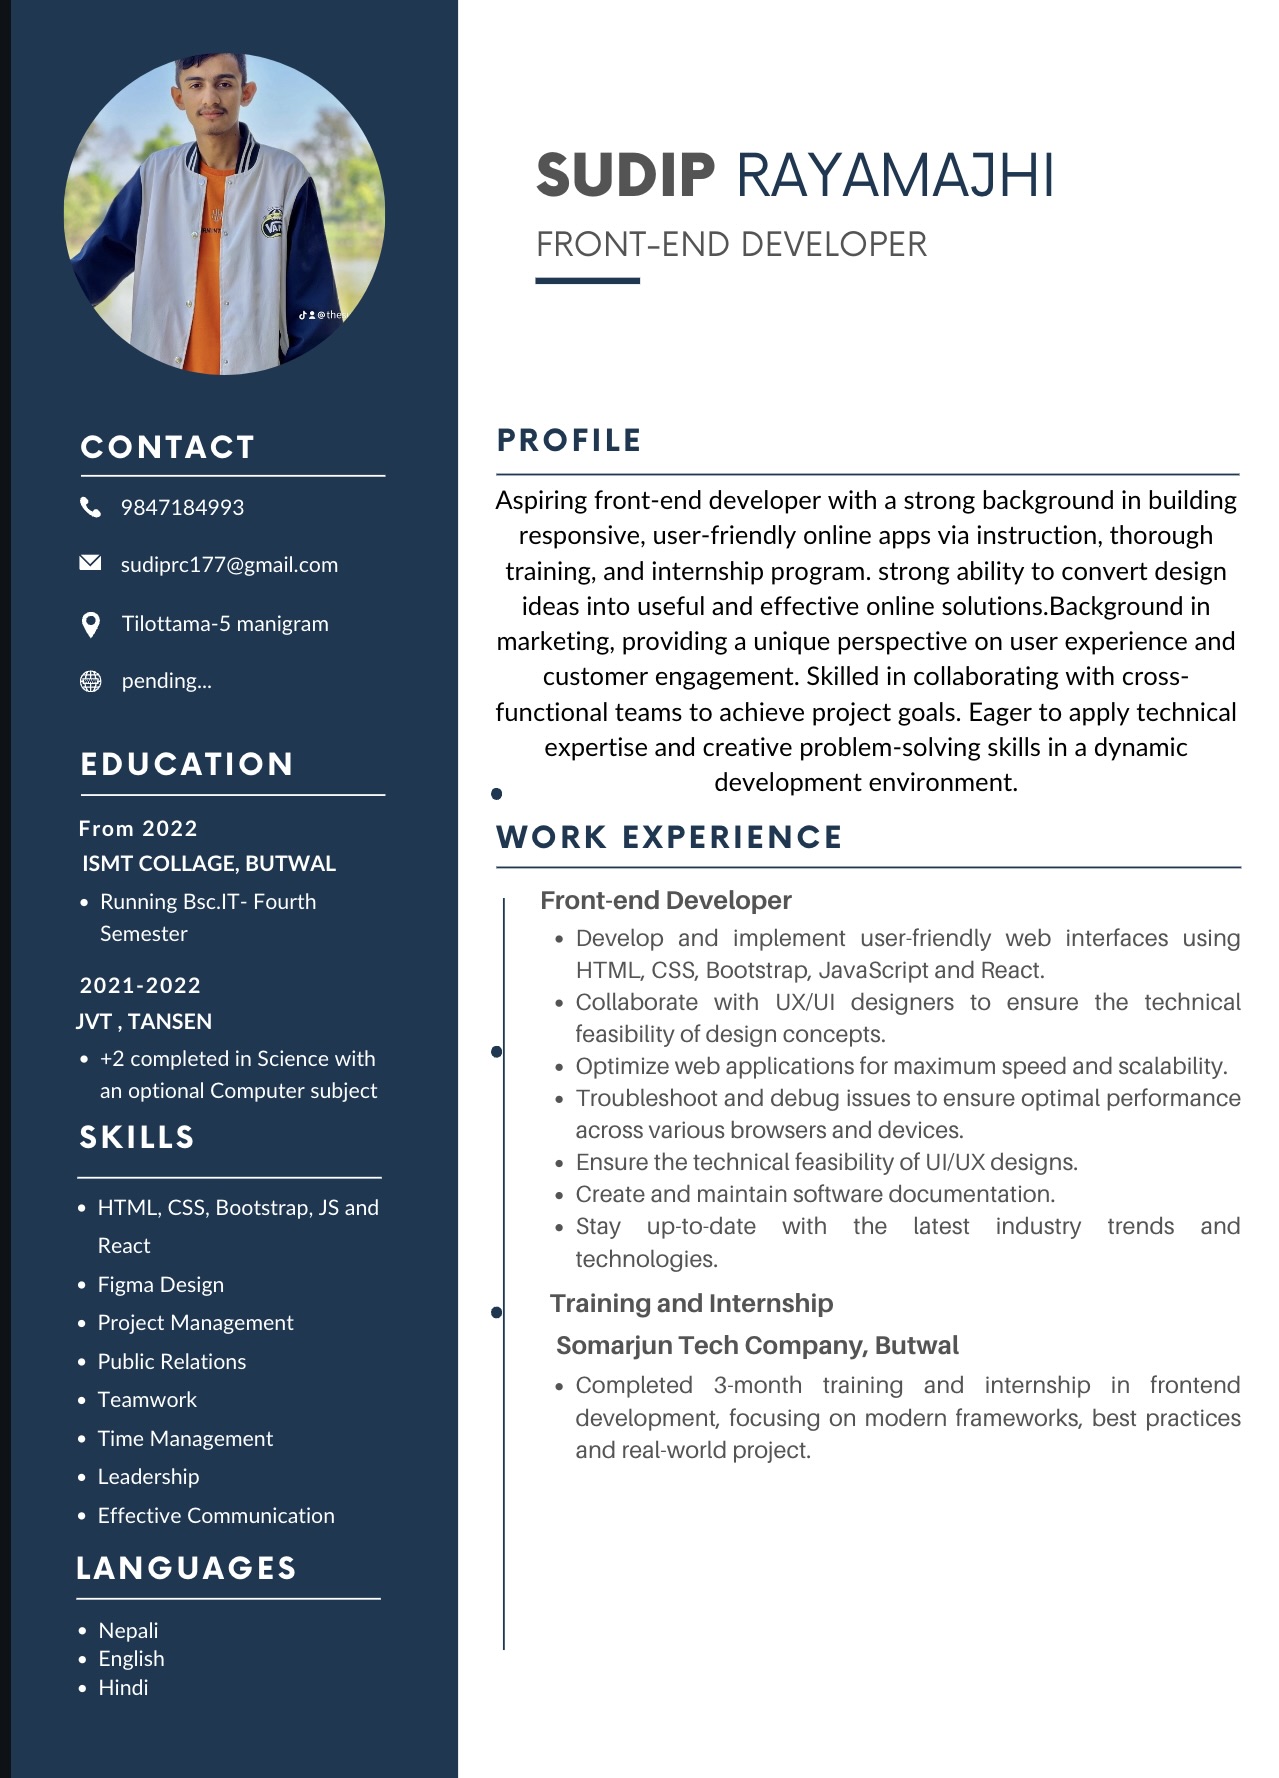 @the
VAN
SUDIP RAYAMAJHI
FRONT-END DEVELOPER
CONTACT
9847184993
sudiprc177@gmail.com
Tilottama-5 manigram
pending...
EDUCATION
From 2022
ISMT COLLAGE, BUTWAL
• Running Bsc.IT- Fourth
Semester
2021-2022
JVT , TANSEN
• +2 completed in Science with
an optional Computer subject
SKILLS
• HTML, CSS, Bootstrap, JS and
React
• Figma Design
• Project Management
• Public Relations
• Teamwork
• Time Management
• Leadership
• Effective Communication
LANGUAGES
• Nepali
• English
• Hindi
PROFILE
Aspiring front-end developer with a strong background in building
responsive, user-friendly online apps via instruction, thorough
training, and internship program. strong ability to convert design
ideas into useful and effective online solutions.Background in
marketing, providing a unique perspective on user experience and
customer engagement. Skilled in collaborating with cross-
functional teams to achieve project goals. Eager to apply technical
expertise and creative problem-solving skills in a dynamic
development environment.
WORK EXPERIENCE
Front-end Developer
• Develop and implement user-friendly web interfaces using
HTML, CSS, Bootstrap, JavaScript and React.
• Collaborate with UX/UI designers to ensure the technical
feasibility of design concepts.
• Optimize web applications for maximum speed and scalability.
• Troubleshoot and debug issues to ensure optimal performance
across various browsers and devices.
• Ensure the technical feasibility of UI/UX designs.
• Create and maintain software documentation.
• Stay up-to-date with the latest industry trends and
technologies.
Training and Internship
Somarjun Tech Company, Butwal
• Completed 3-month training and internship in frontend
development, focusing on modern frameworks, best practices
and real-world project.